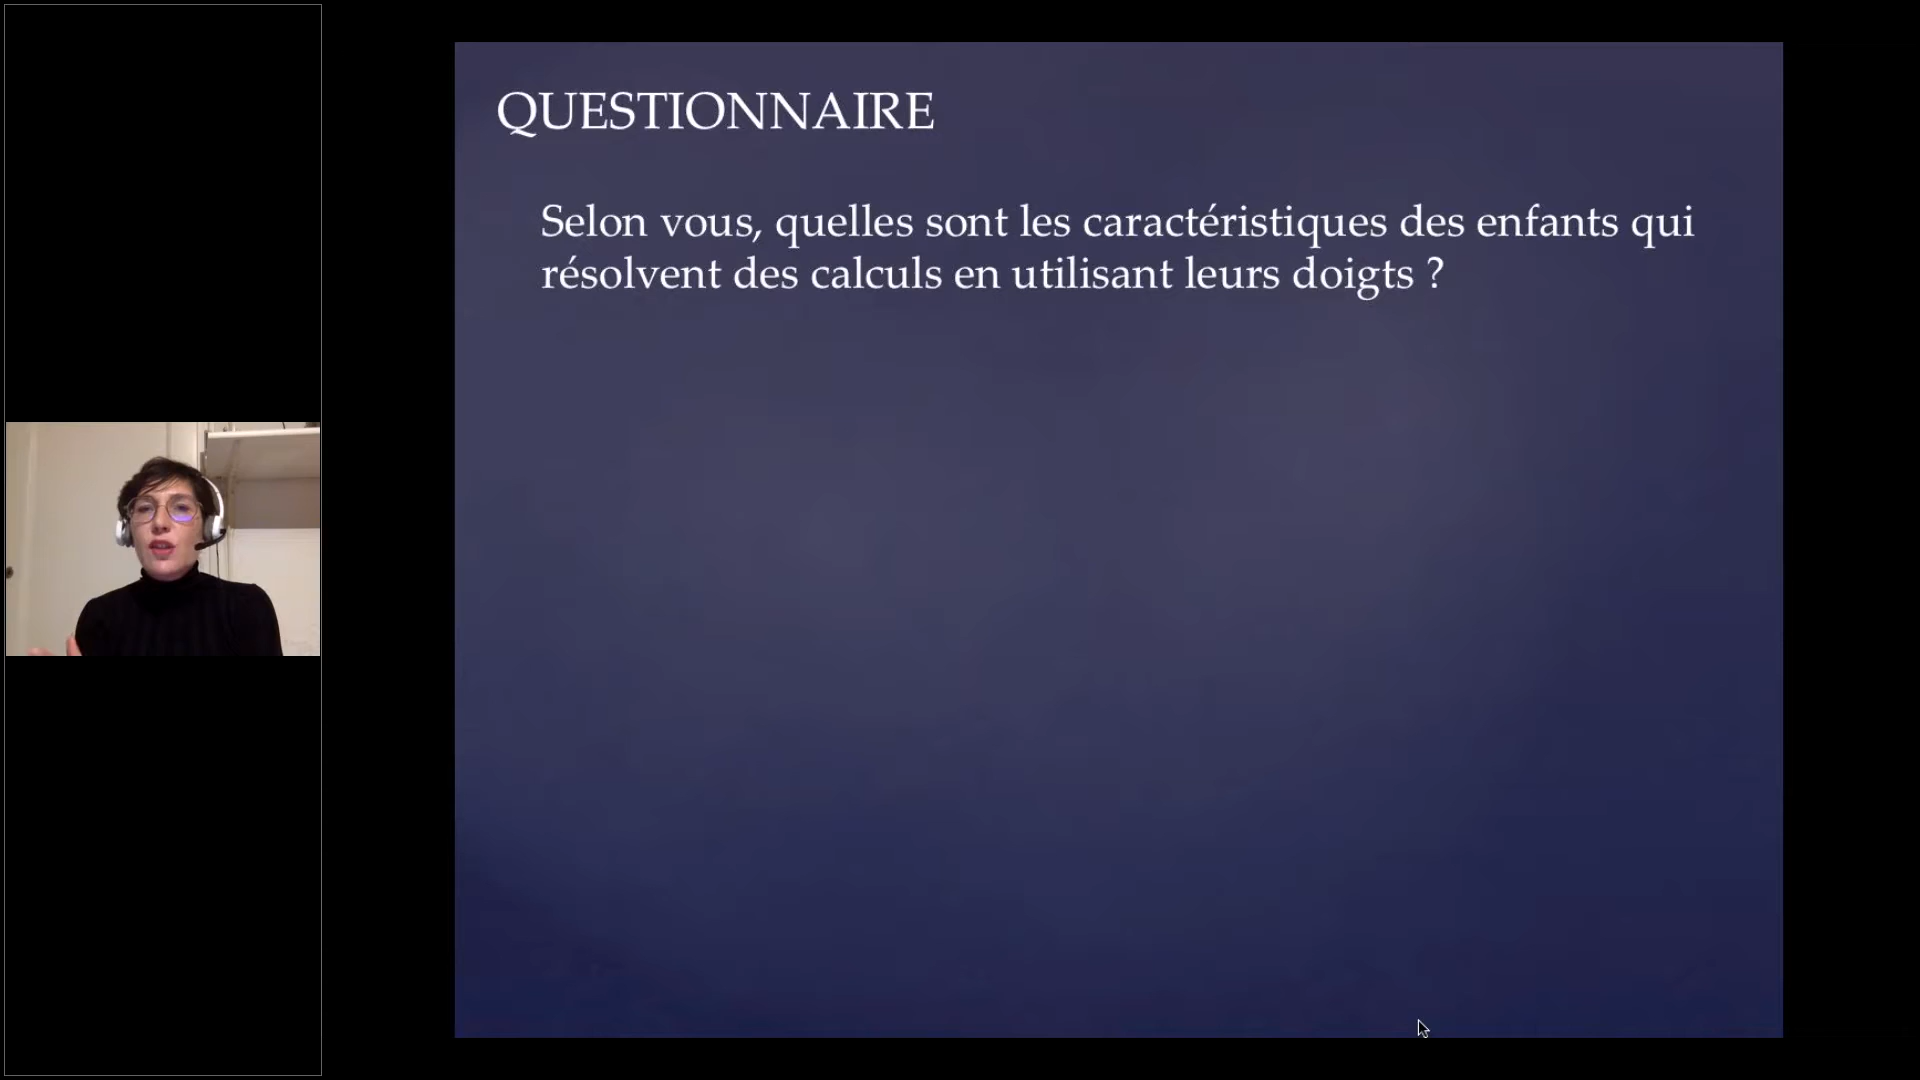 QUESTIONNAIRE
Selon vous, quelles sont les caractéristiques des enfants qui
résolvent des calculs en utilisant leurs doigts ?